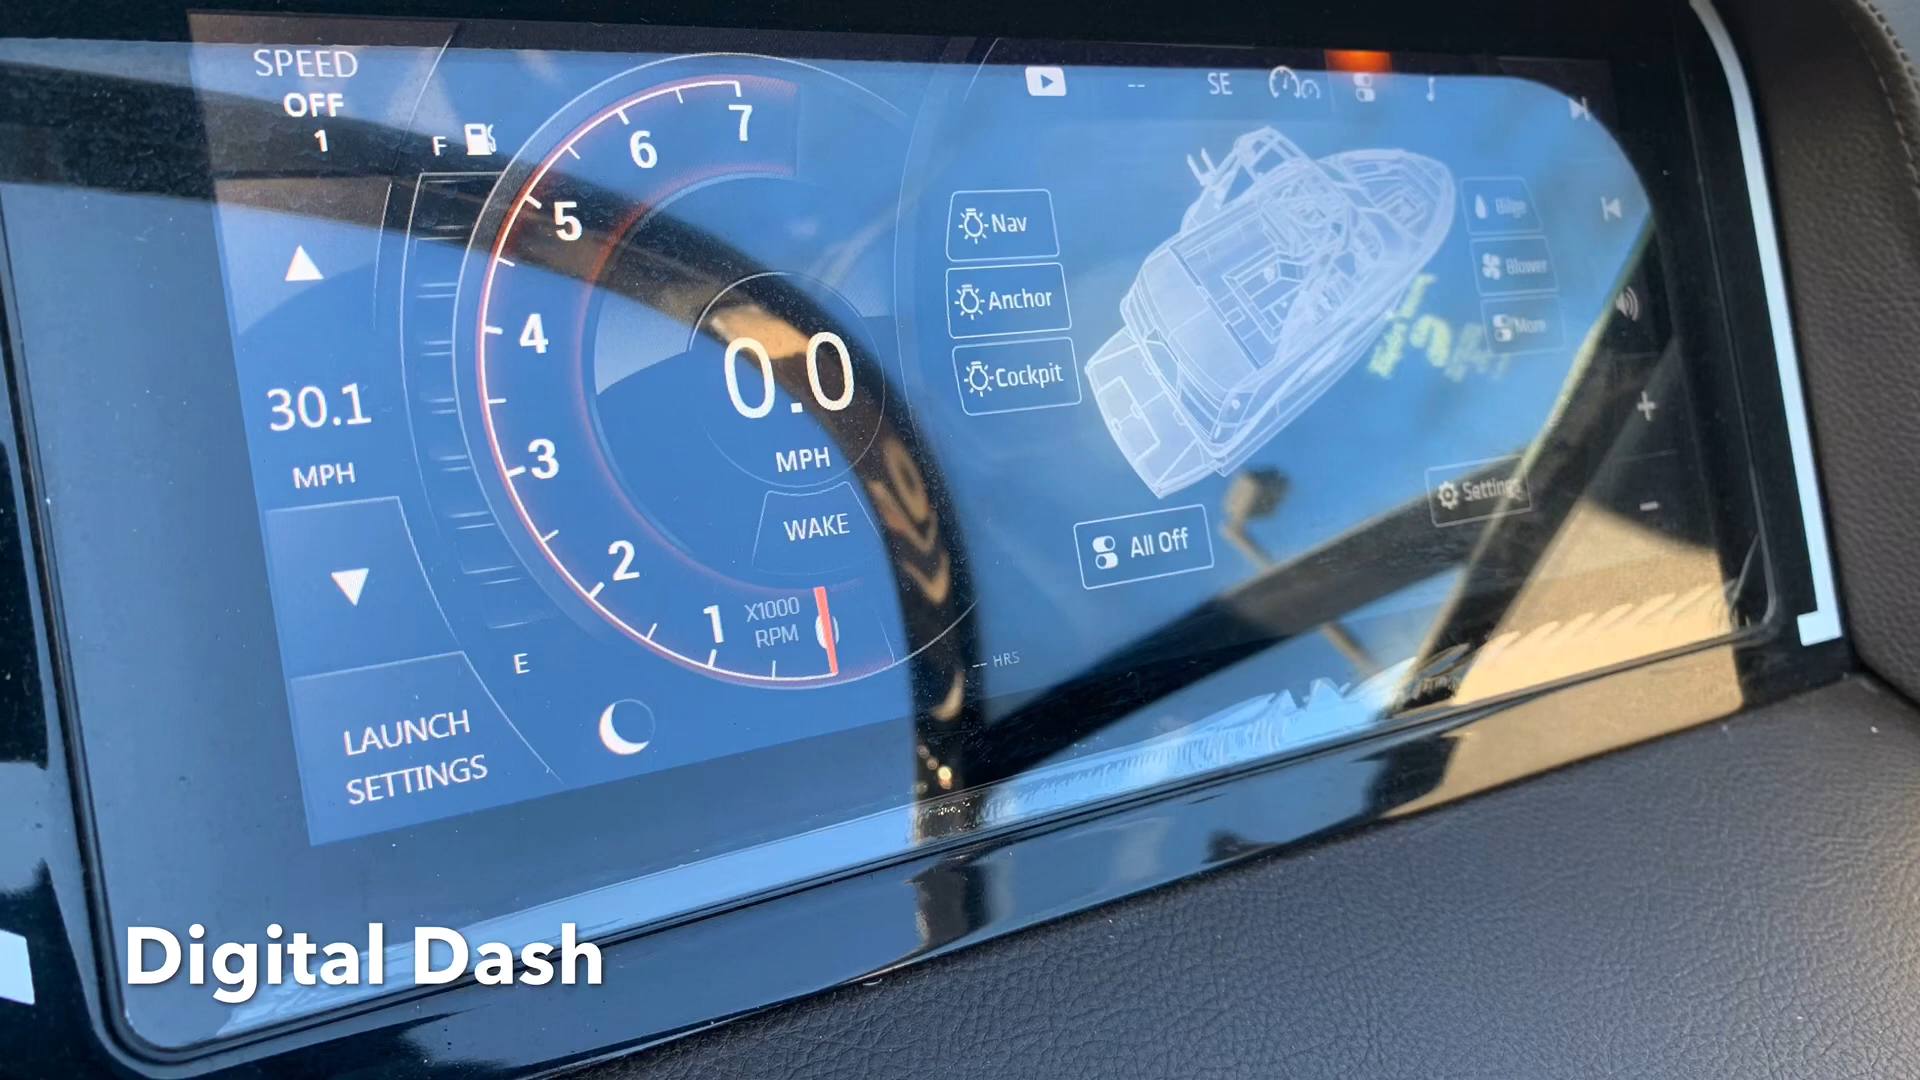 SPEED
OFF
1
F
30.1
MPH
LAUNCH
SETTINGS
E
7
6
5
4
3
2
1
X1000
RPM
0.0
MPH
WAKE
--
SE
Nav
Anchor
Cockpit
All Off
Bilge
Blower
More
Settings
-- HRS
Digital Dash